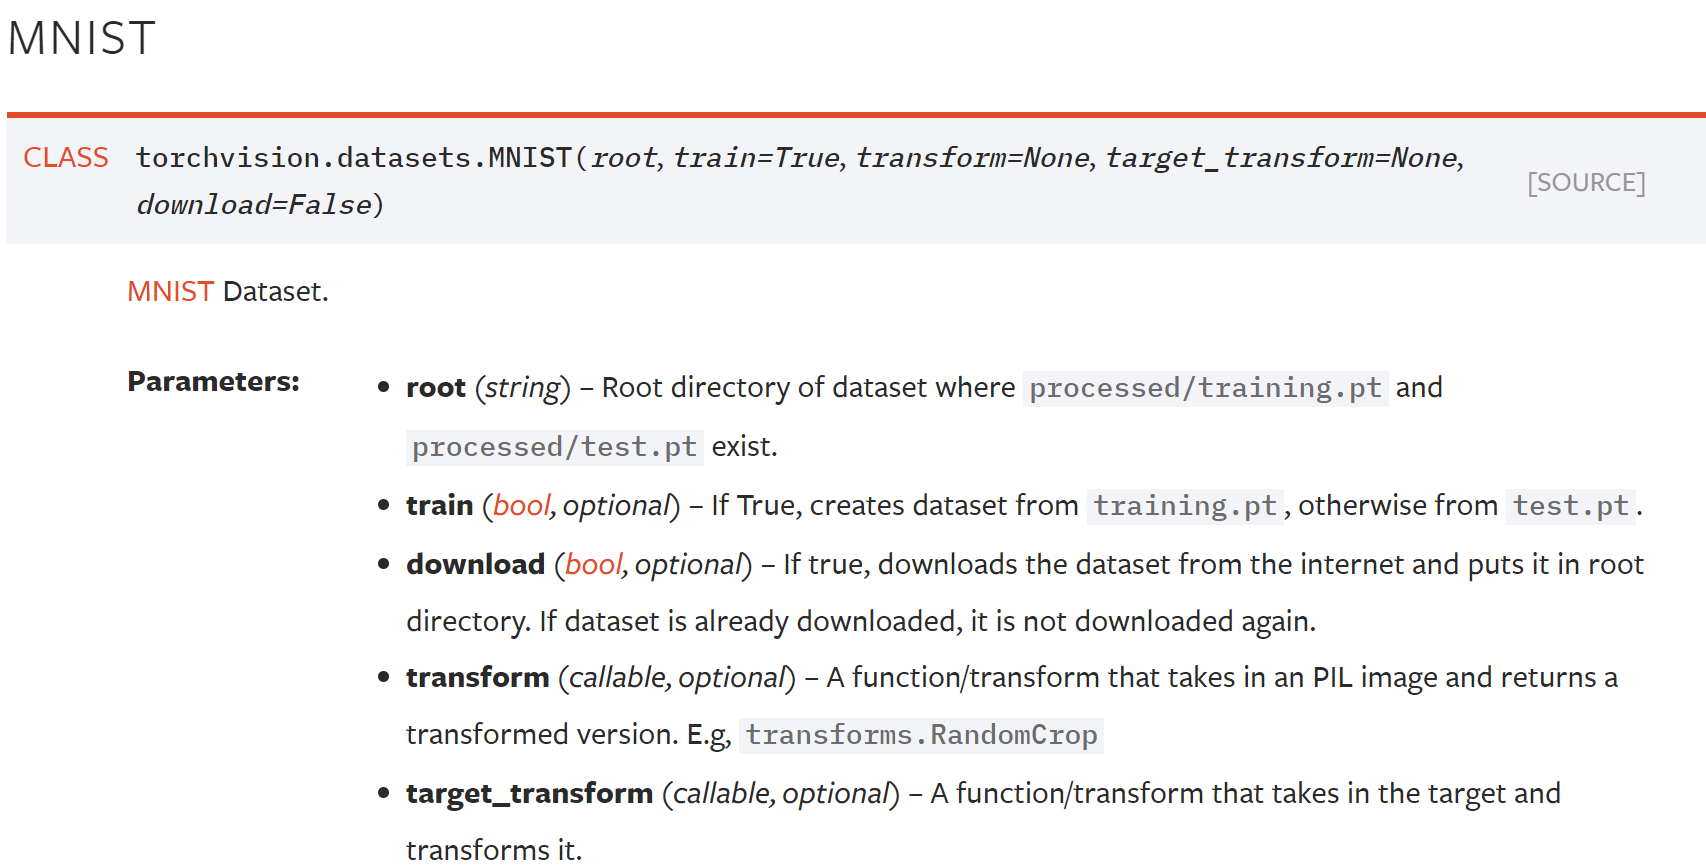 MNIST
CLASS torchvision.datasets.MNIST(root, train=True, transform=None, target_transform=None,
download=False)
[SOURCE]
MNIST Dataset.
Parameters:
• root (string) – Root directory of dataset where processed/training.pt and
processed/test.pt exist.
• train (bool, optional) – If True, creates dataset from training.pt, otherwise from test.pt.
• download (bool, optional) – If true, downloads the dataset from the internet and puts it in root
directory. If dataset is already downloaded, it is not downloaded again.
• transform (callable, optional) – A function/transform that takes in an PIL image and returns a
transformed version. E.g, transforms.RandomCrop
• target_transform (callable, optional) – A function/transform that takes in the target and
transforms it.